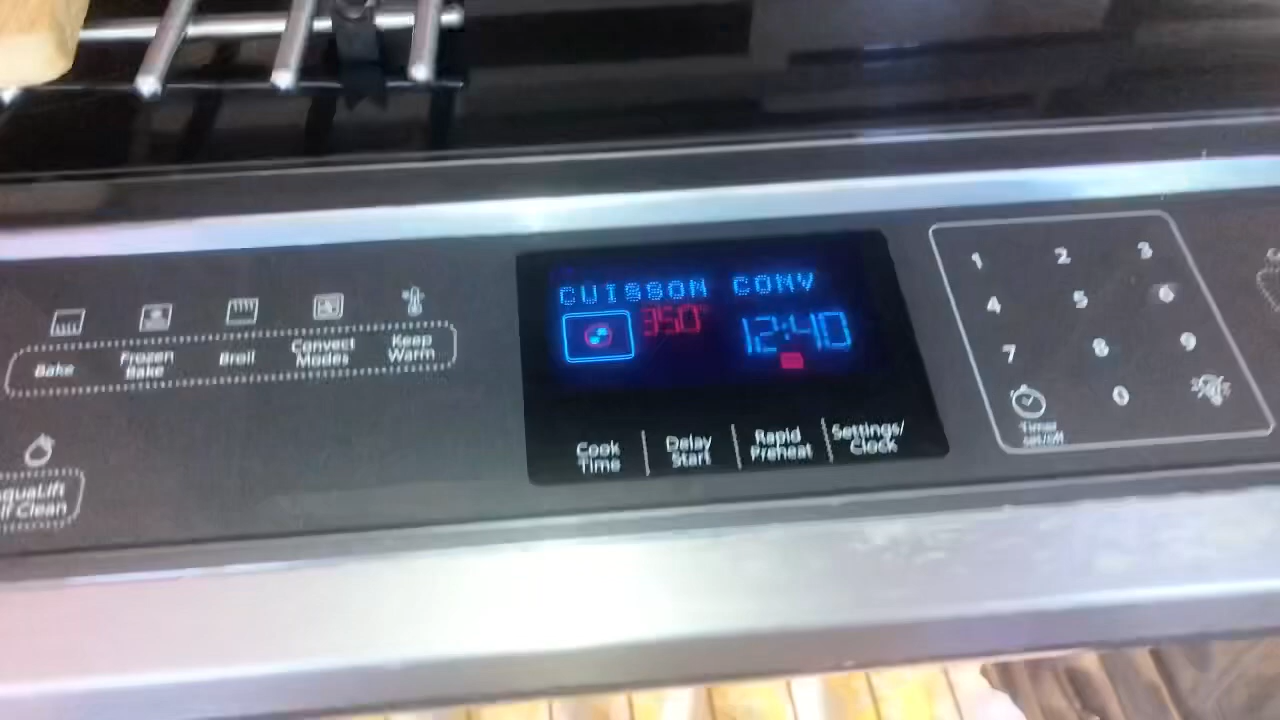 CUISSON CONV
350° 12:40
Bake
Frozen Bake
Broil
Convect Modes
Keep Warm
AquaLift
Clean
Cook Time
Delay Start
Rapid Preheat
Settings/ Clock
1 2 3
4 5 6
7 8 9
0
Timer
set/off